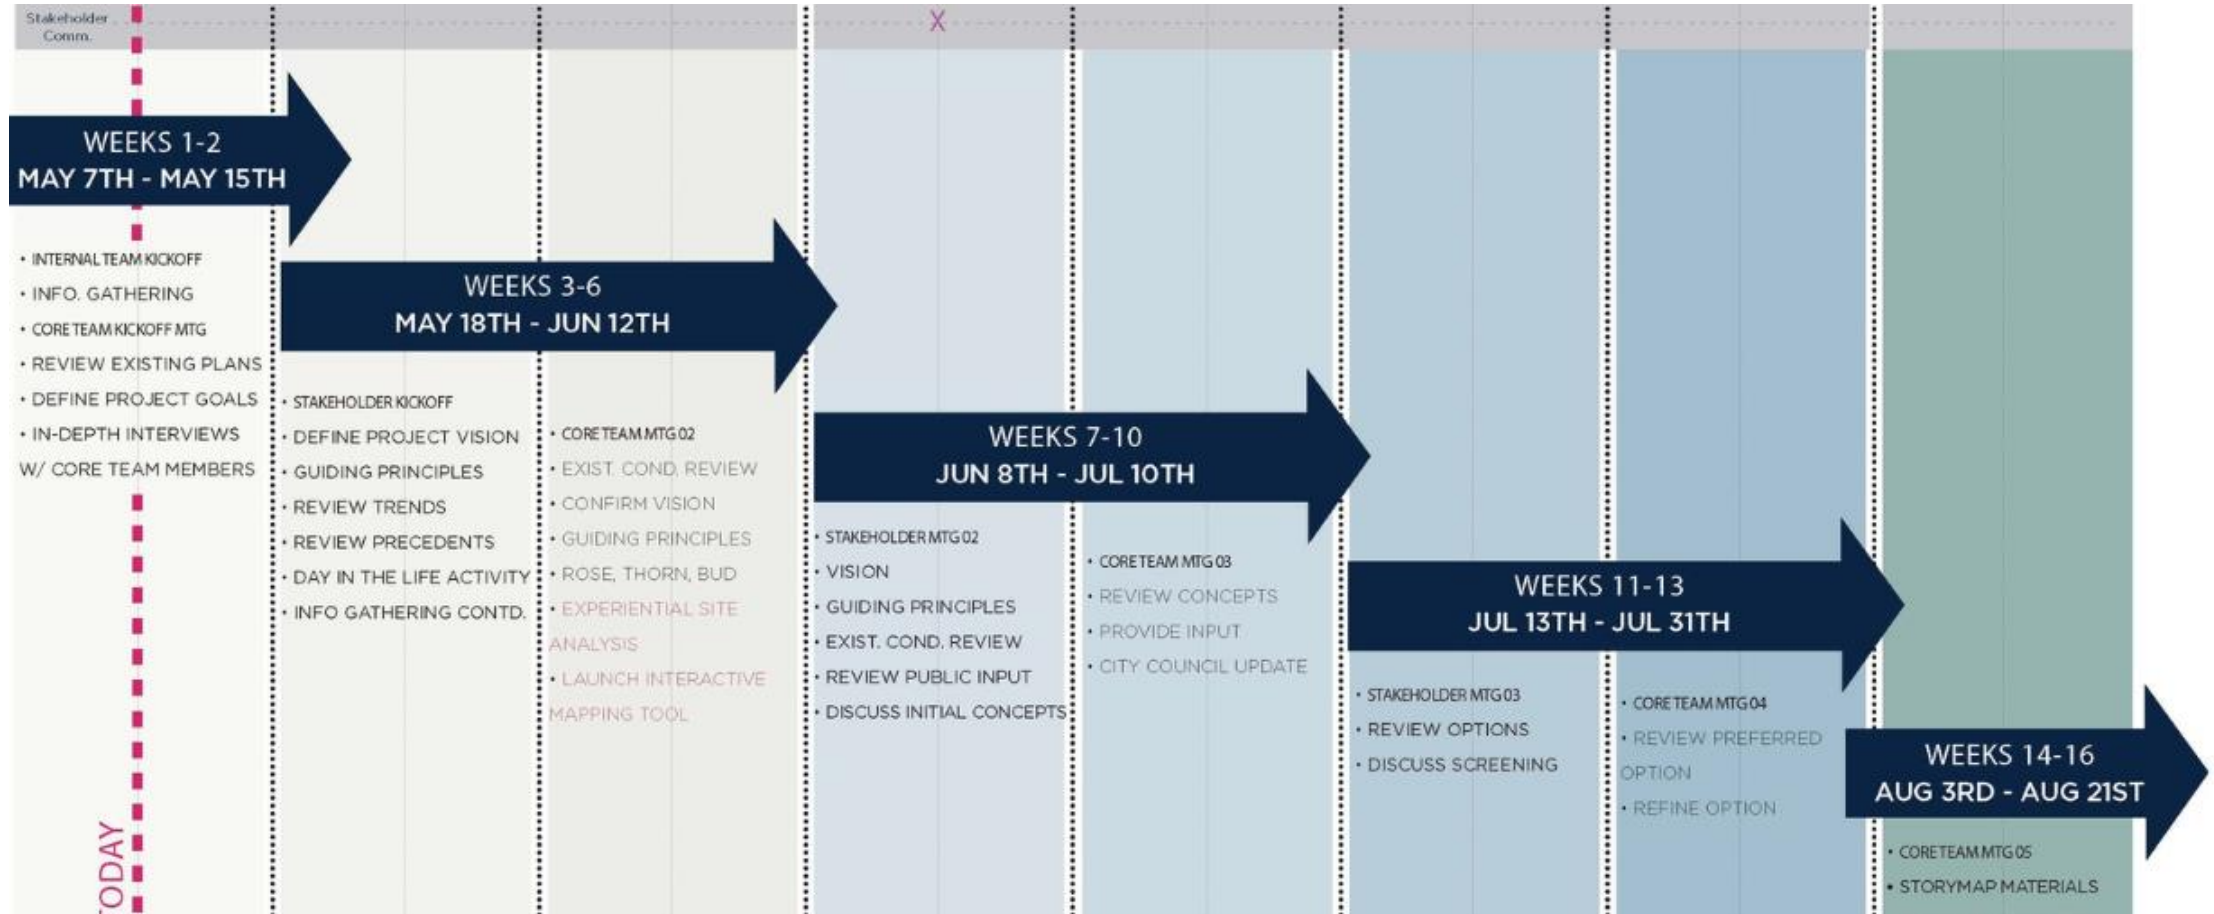 Stakeholder
Comm.
X
WEEKS 1-2
MAY 7TH - MAY 15TH
• INTERNAL TEAM KICKOFF
• INFO. GATHERING
• CORE TEAM KICKOFF MTG
• REVIEW EXISTING PLANS
• DEFINE PROJECT GOALS
• IN-DEPTH INTERVIEWS
W/ CORE TEAM MEMBERS
TODAY
WEEKS 3-6
MAY 18TH - JUN 12TH
• STAKEHOLDER KICKOFF
• DEFINE PROJECT VISION
• GUIDING PRINCIPLES
• REVIEW TRENDS
• REVIEW PRECEDENTS
• DAY IN THE LIFE ACTIVITY
• INFO GATHERING CONTD.
• CORE TEAM MTG 02
• EXIST. COND. REVIEW
• CONFIRM VISION
• GUIDING PRINCIPLES
• ROSE, THORN, BUD
• EXPERIENTIAL SITE
ANALYSIS
• LAUNCH INTERACTIVE
MAPPING TOOL
WEEKS 7-10
JUN 8TH - JUL 10TH
• STAKEHOLDER MTG 02
• VISION
• GUIDING PRINCIPLES
• EXIST. COND. REVIEW
• REVIEW PUBLIC INPUT
• DISCUSS INITIAL CONCEPTS
• CORE TEAM MTG 03
• REVIEW CONCEPTS
• PROVIDE INPUT
• CITY COUNCIL UPDATE
WEEKS 11-13
JUL 13TH - JUL 31TH
• STAKEHOLDER MTG 03
• REVIEW OPTIONS
• DISCUSS SCREENING
• CORE TEAM MTG 04
• REVIEW PREFERRED
OPTION
• REFINE OPTION
WEEKS 14-16
AUG 3RD - AUG 21ST
• CORE TEAM MTG 05
• STORYMAP MATERIALS